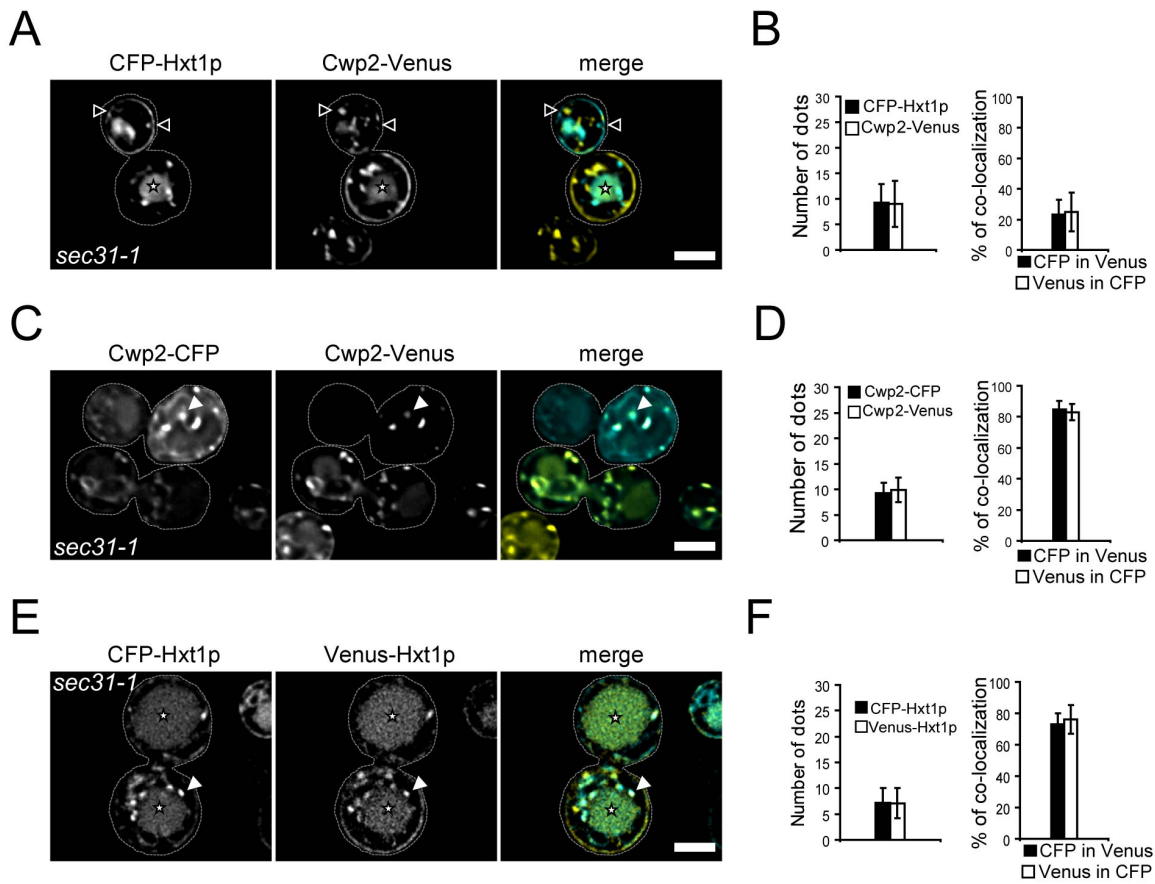 A
CFP-Hxt1p Cwp2-Venus merge
sec31-1
B
Number of dots
30
25
20
15
10
5
0
CFP-Hxt1p
Cwp2-Venus
% of co-localization
100
80
60
40
20
0
CFP in Venus
Venus in CFP
C
Cwp2-CFP Cwp2-Venus merge
sec31-1
D
Number of dots
30
25
20
15
10
5
0
Cwp2-CFP
Cwp2-Venus
% of co-localization
100
80
60
40
20
0
CFP in Venus
Venus in CFP
E
CFP-Hxt1p Venus-Hxt1p merge
sec31-1
F
Number of dots
30
25
20
15
10
5
0
CFP-Hxt1p
Venus-Hxt1p
% of co-localization
100
80
60
40
20
0
CFP in Venus
Venus in CFP